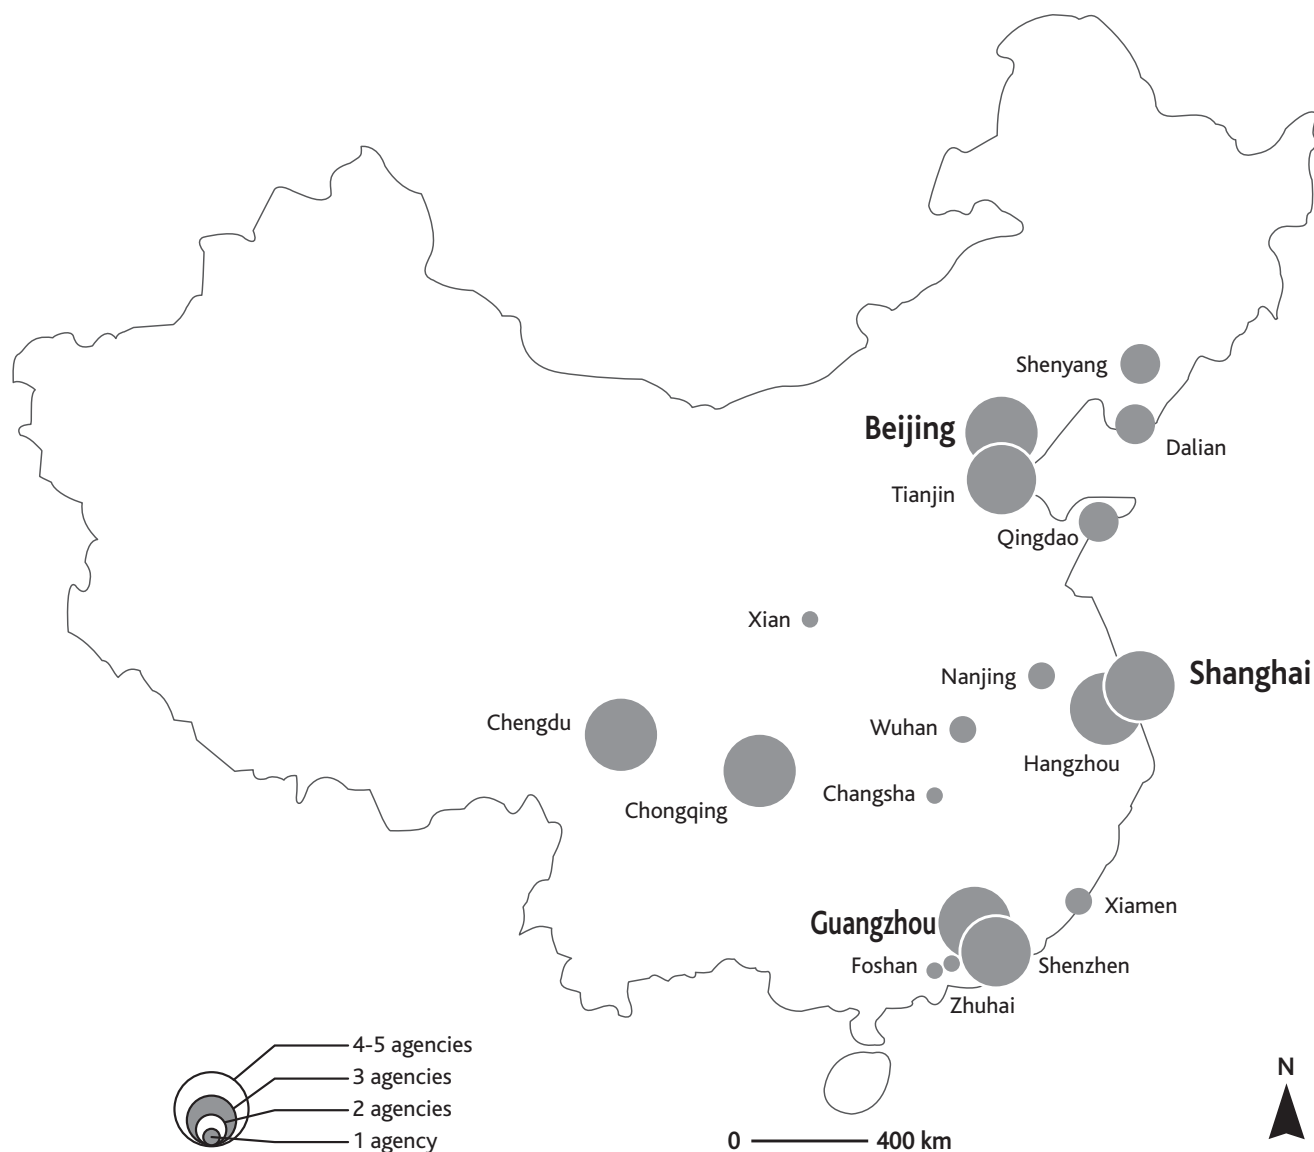 Shenyang
Beijing
Dalian
Tianjin
Qingdao
Xian
Nanjing
Shanghai
Chengdu
Wuhan
Hangzhou
Changsha
Chongqing
Guangzhou
Xiamen
Foshan
Shenzhen
Zhuhai
4-5 agencies
3 agencies
2 agencies
1 agency
0 400 km
N